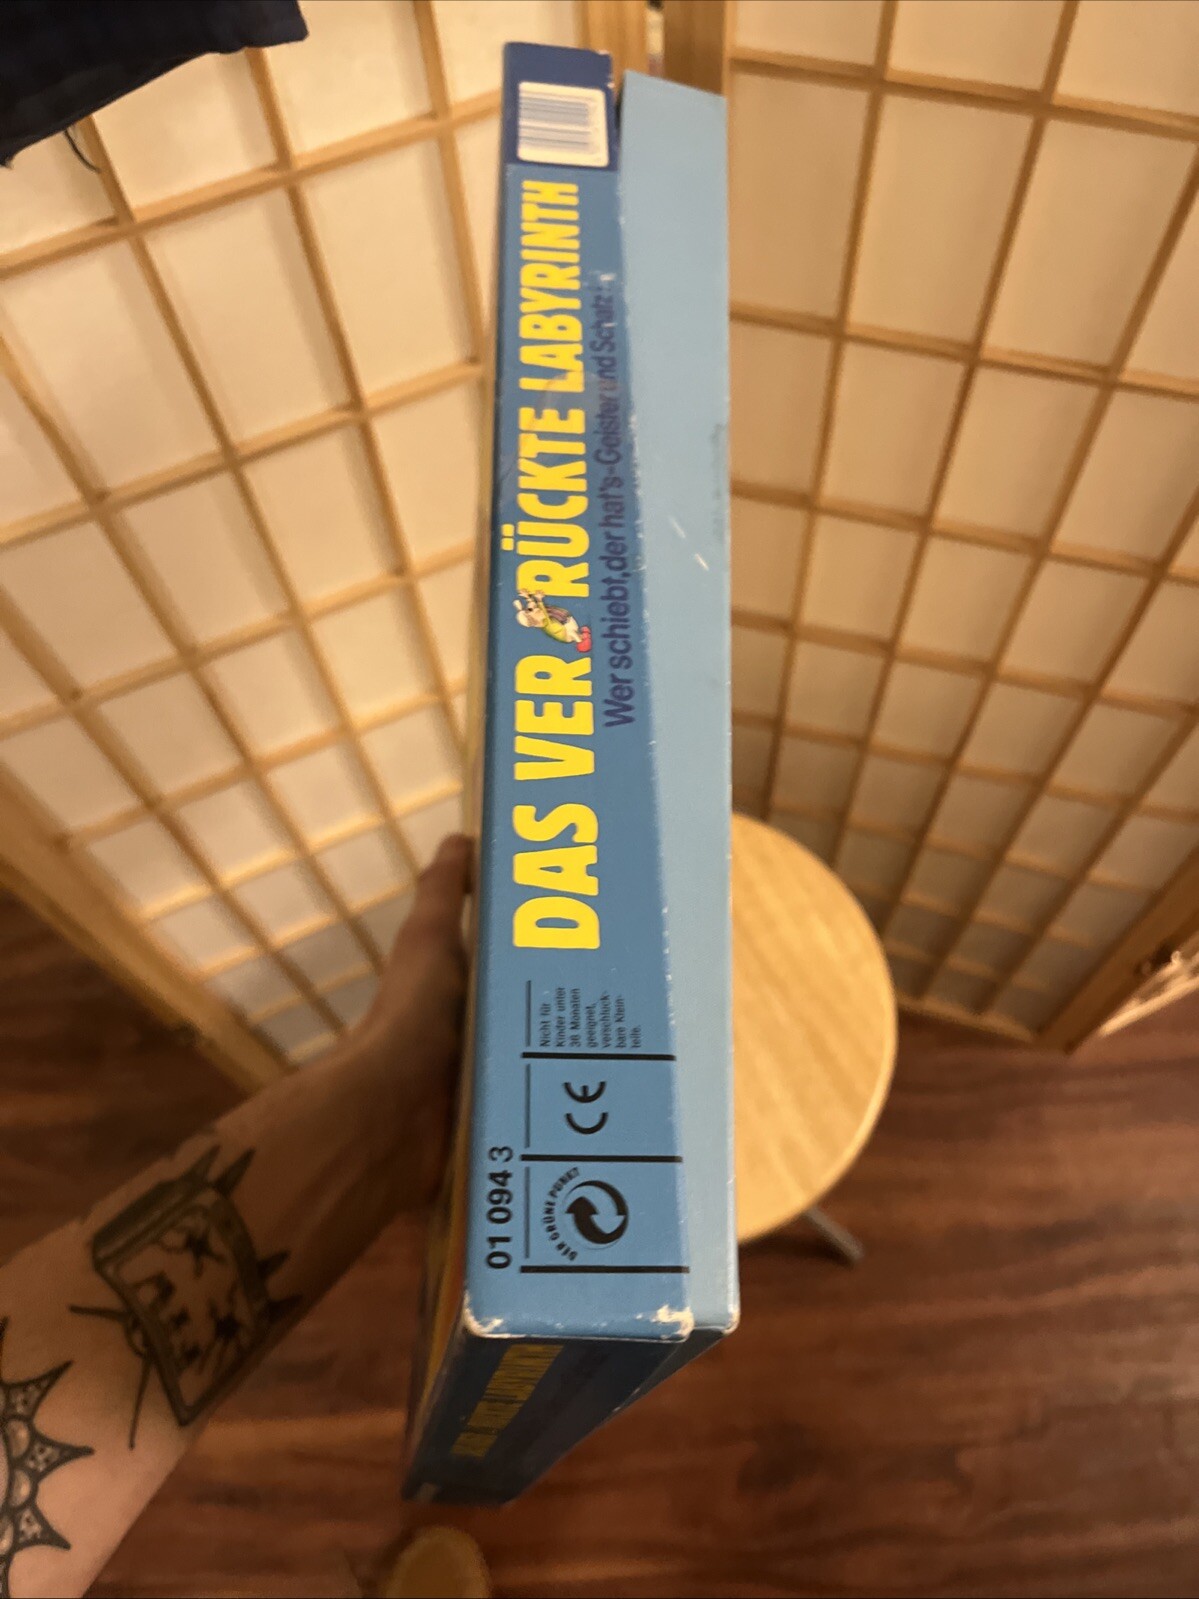 DAS VERRÜCKTE LABYRINTH
Wer schiebt, der hat's-Geister und Schatz!
Nicht für
Kinder unter
36 Monaten
geeignet,
verschluck-
bare Klein-
teile.
CE
01 094 3
DER GRÜNE PUNKT